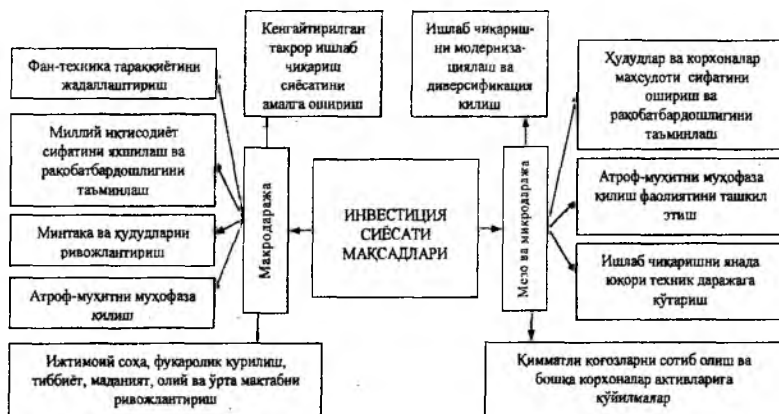 Кенгайтирилган
такрор ишлаб
чиқариш
сиёсатини
амалга ошириш
Фан-техника тараққиётини
жадаллаштириш
Миллий иқтисодиёт
сифатини яхшилаш ва
рақобатбардошлигини
таъминлаш
Минтака ва ҳудудларни
ривожлантириш
Атроф-муҳитни муҳофаза
қилиш
Ижтимоий соҳа, фукаролик қурилиш,
тиббиёт, маданият, олий ва ўрта мактабни
ривожлантириш
Макродаража
ИНВЕСТИЦИЯ
СИЁСАТИ
МАҚСАДЛАРИ
Мезо ва микродаража
Ишлаб чиқариш-
ни модерниза-
циялаш ва
диверсификация
қилиш
Ҳудудлар ва корхоналар
маҳсулоти сифатини
ошириш ва
рақобатбардошлигини
таъминлаш
Атроф-муҳитни муҳофаза
қилиш фаолиятини ташкил
этиш
Ишлаб чиқаришни янада
юқори техник даражага
кўтариш
Қимматли қоғозларни сотиб олиш ва
бошқа корхоналар активларига
қўйилмалар